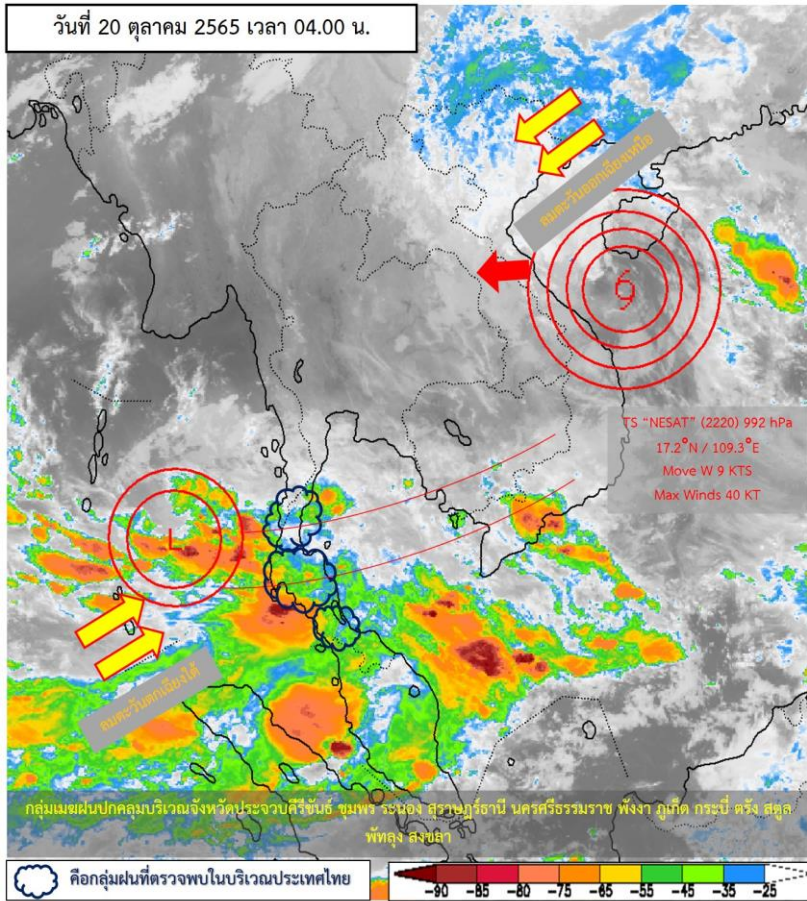 วันที่ 20 ตุลาคม 2565 เวลา 04.00 น.
ลมตะวันออกเฉียงเหนือ
TS "NESAT" (2220) 992 hPa
17.2°N / 109.3°E
Move W 9 KTS
Max Winds 40 KT
L
ลมตะวันตกเฉียงใต้
กลุ่มเมฆฝนปกคลุมบริเวณจังหวัดประจวบคีรีขันธ์ ชุมพร ระนอง สุราษฎร์ธานี นครศรีธรรมราช พังงา ภูเก็ต กระบี่ ตรัง สตูล
พัทลุง สงขลา
คือกลุ่มฝนที่ตรวจพบในบริเวณประเทศไทย
-90 -85 -80 -75 -65 -55 -45 -35 -25